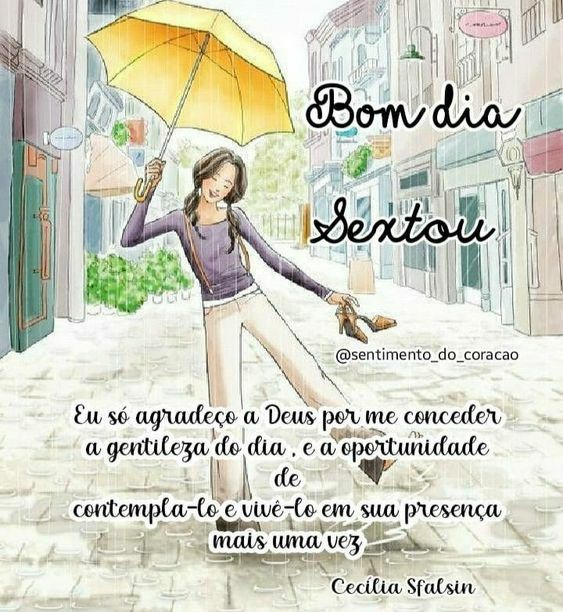 Bom dia
Sextou
@sentimento_do_coracao
Eu só agradeço a Deus por me conceder
a gentileza do dia , e a oportunidade
de
contempla-lo e vivê-lo em sua presença
mais uma vez
Cecília Sfalsin